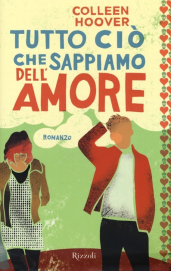 COLLEEN
HOOVER
TUTTO CIÒ
CHE SAPPIAMO
DELL'
AMORE
ROMANZO
Rizzoli